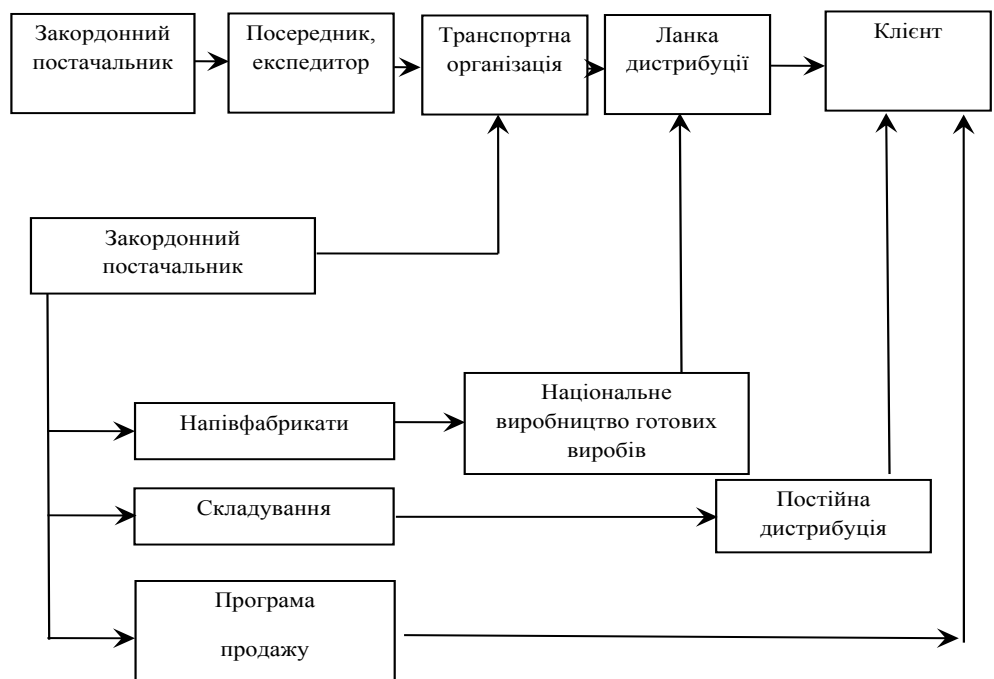 Закордонний
постачальник
Посередник,
експедитор
Транспортна
організація
Ланка
дистрибуції
Клієнт
Закордонний
постачальник
Національне
виробництво готових
виробів
Напівфабрикати
Складування
Постійна
дистрибуція
Програма
продажу